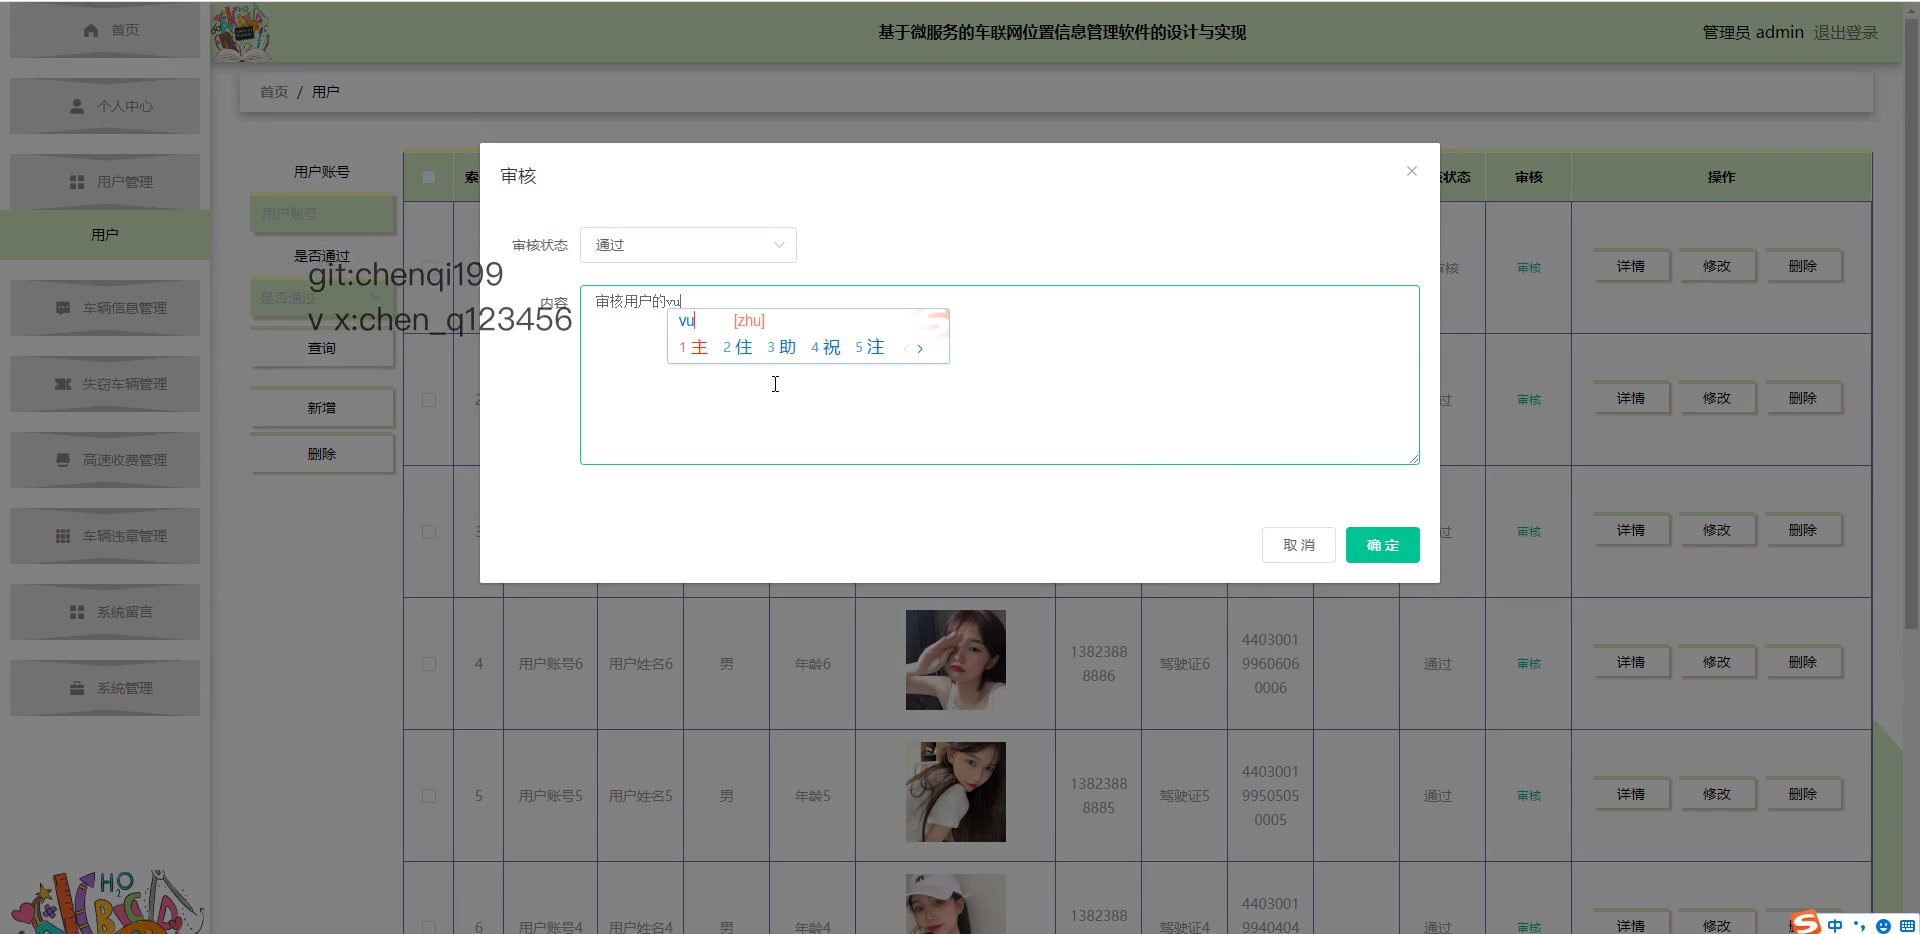 首页
基于微服务的车联网位置信息管理软件的设计与实现
管理员 admin 退出登录
首页 / 用户
个人中心
用户管理
用户
车辆信息管理
失窃车辆管理
高速收费管理
车辆违章管理
系统留言
系统管理
用户账号
用户账号
是否通过
是否通过
查询
新增
删除
git:chenqi199
v x:chen_q123456
审核
审核状态 通过
内容 审核用户的vu
vu [zhu]
1 主 2 住 3 助 4 祝 5 注
取 消 确 定
审核 操作
审核 详情 修改 删除
审核 详情 修改 删除
审核 详情 修改 删除
4 用户账号6 用户姓名6 男 年龄6 13823888886 驾驶证6 440300199606060006 通过 审核 详情 修改 删除
5 用户账号5 用户姓名5 男 年龄5 13823888885 驾驶证5 440300199505050005 通过 审核 详情 修改 删除
6 用户账号4 用户姓名4 男 年龄4 1382388 驾驶证4 44030019940404 通过 审核 详情 修改
中